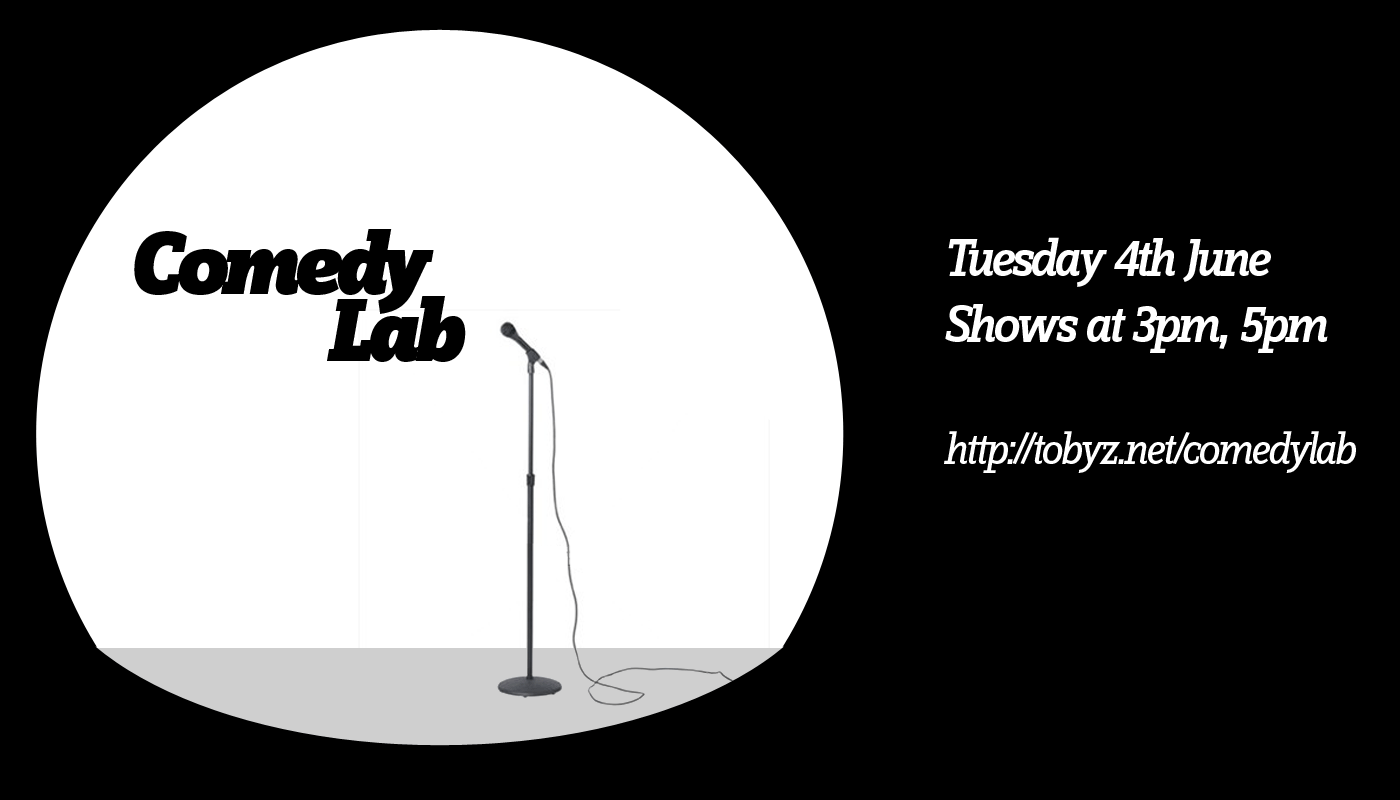 Comedy
Lab
Tuesday 4th June
Shows at 3pm, 5pm
http://tobyz.net/comedylab